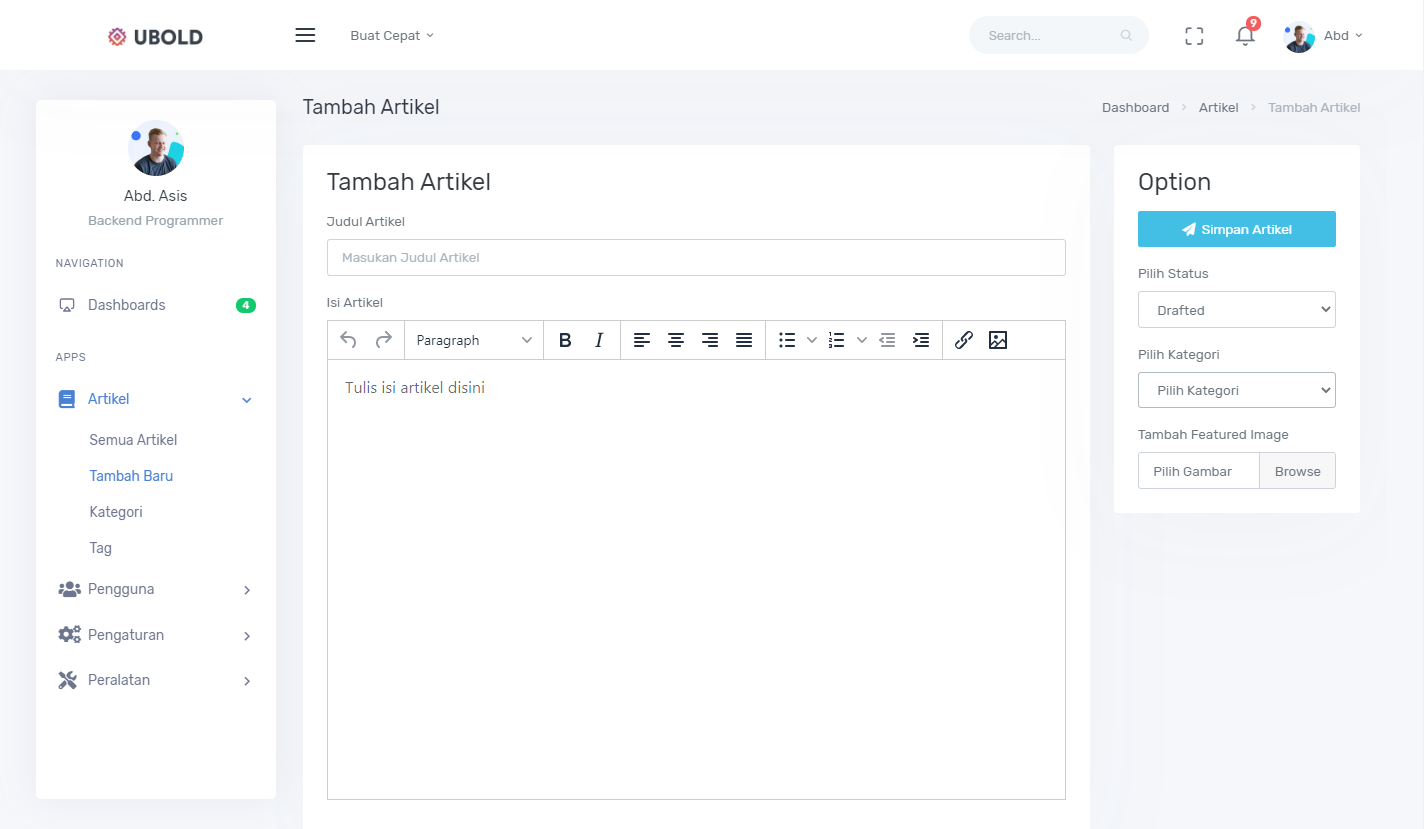 UBOLD
Buat Cepat
Search...
9
Abd
Abd. Asis
Backend Programmer
NAVIGATION
Dashboards
4
APPS
Artikel
Semua Artikel
Tambah Baru
Kategori
Tag
Pengguna
Pengaturan
Peralatan
Tambah Artikel
Dashboard
Artikel
Tambah Artikel
Tambah Artikel
Judul Artikel
Masukan Judul Artikel
Isi Artikel
Paragraph
B I
Tulis isi artikel disini
Option
Simpan Artikel
Pilih Status
Drafted
Pilih Kategori
Pilih Kategori
Tambah Featured Image
Pilih Gambar
Browse